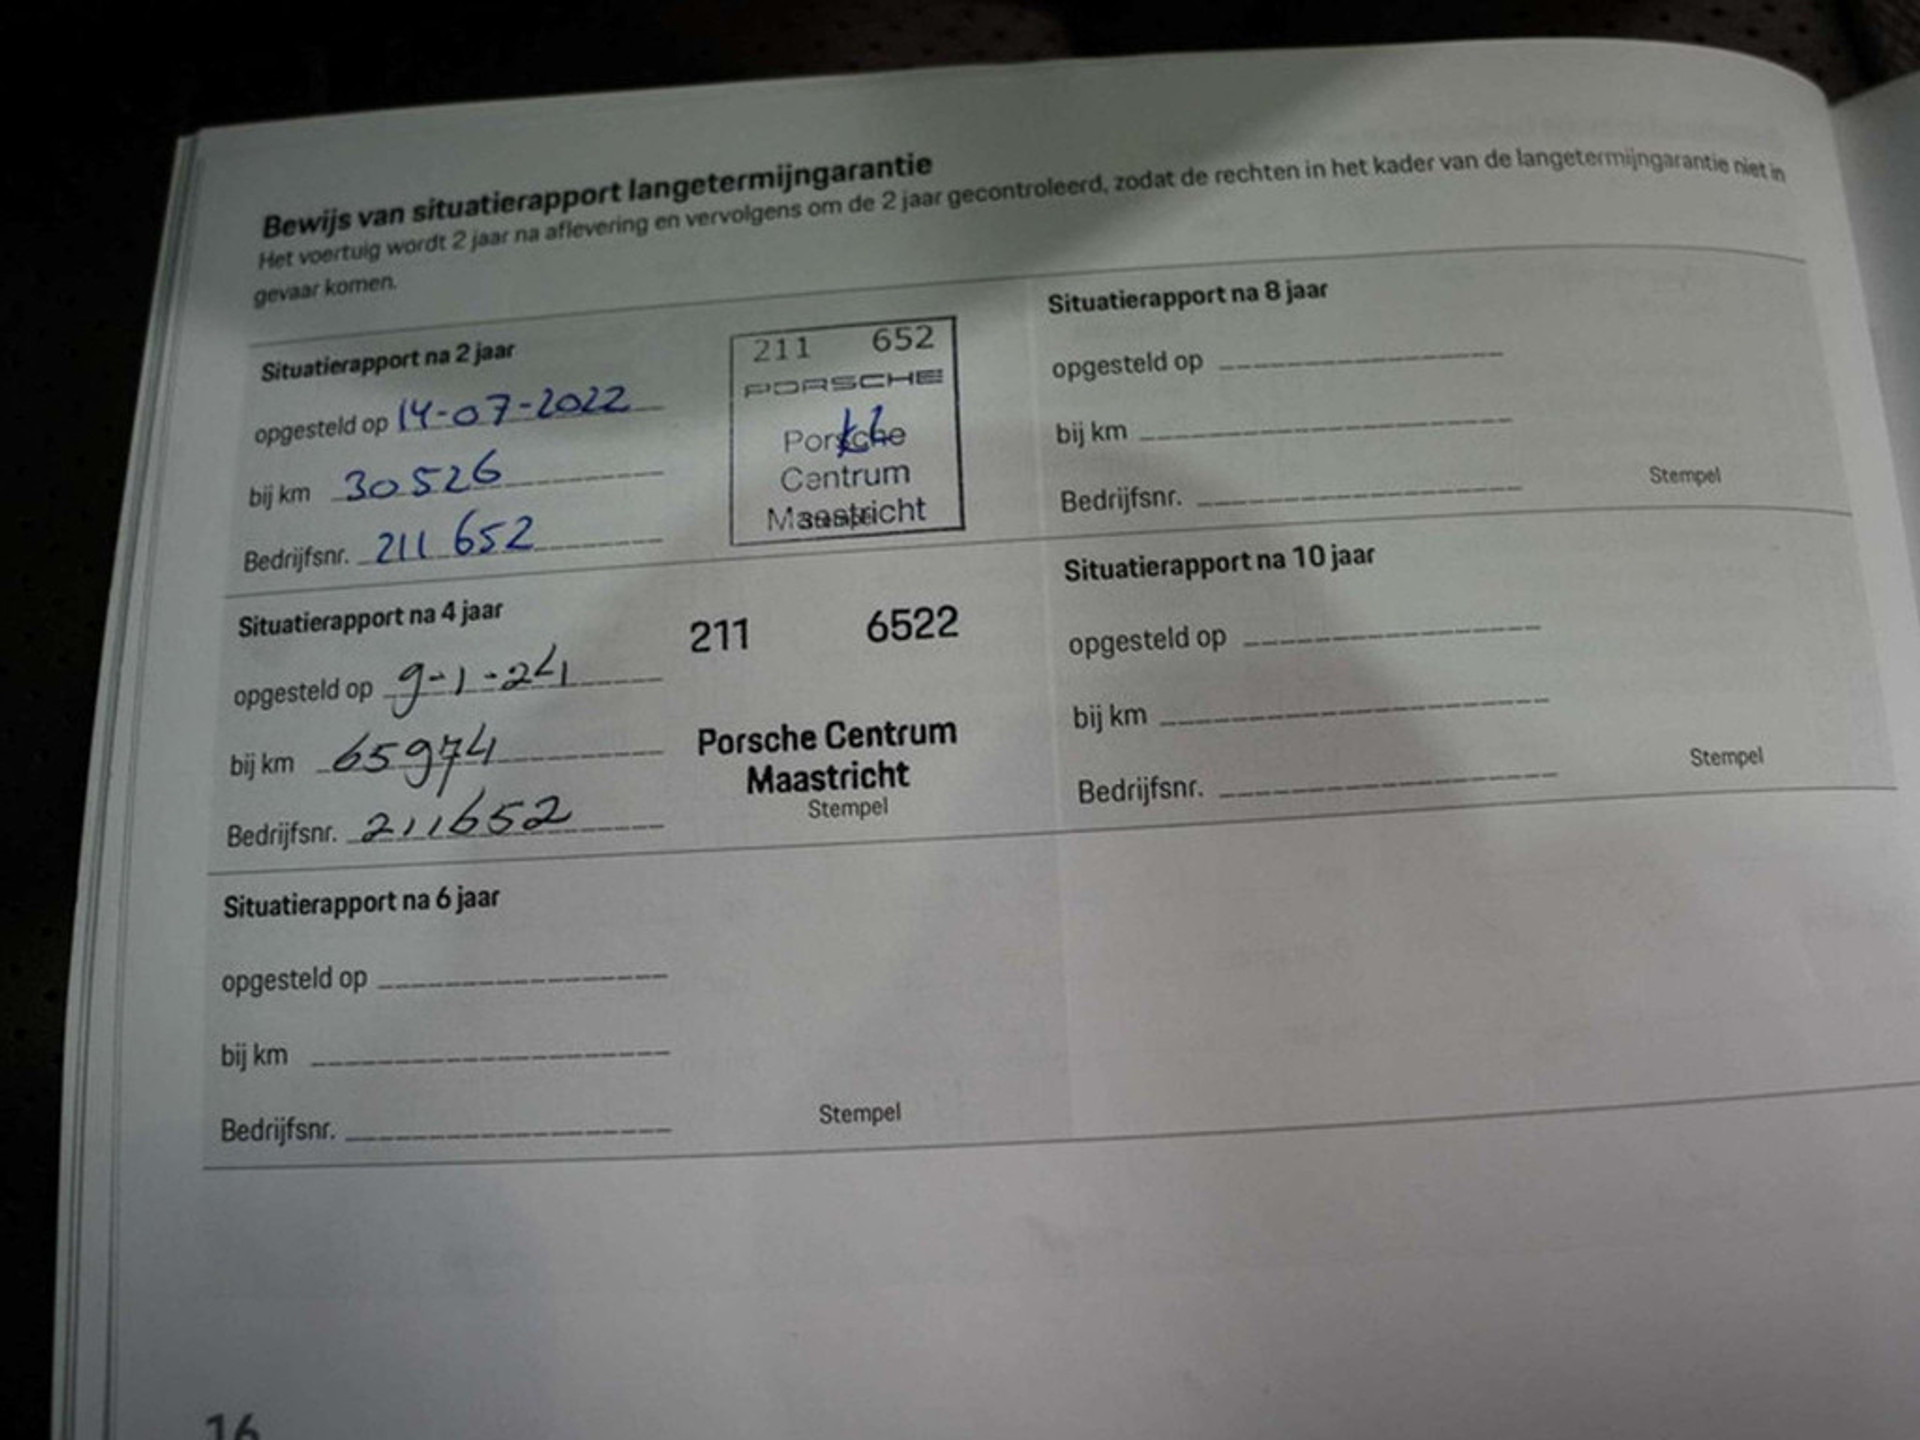 Bewijs van situatierapport langetermijngarantie
Het voertuig wordt 2 jaar na aflevering en vervolgens om de 2 jaar gecontroleerd, zodat de rechten in het kader van de langetermijngarantie niet in
gevaar komen.
Situatierapport na 2 jaar
opgesteld op 14-07-2022
bij km 30526
Bedrijfsnr. 211 652
211 652
PORSCHE
Porsche
Centrum
Maastricht
Situatierapport na 4 jaar
opgesteld op 9-1-24
bij km 65974
Bedrijfsnr. 211652
211 6522
Porsche Centrum
Maastricht
Stempel
Situatierapport na 6 jaar
opgesteld op
bij km
Bedrijfsnr.
Stempel
Situatierapport na 8 jaar
opgesteld op
bij km
Bedrijfsnr.
Stempel
Situatierapport na 10 jaar
opgesteld op
bij km
Bedrijfsnr.
Stempel
16